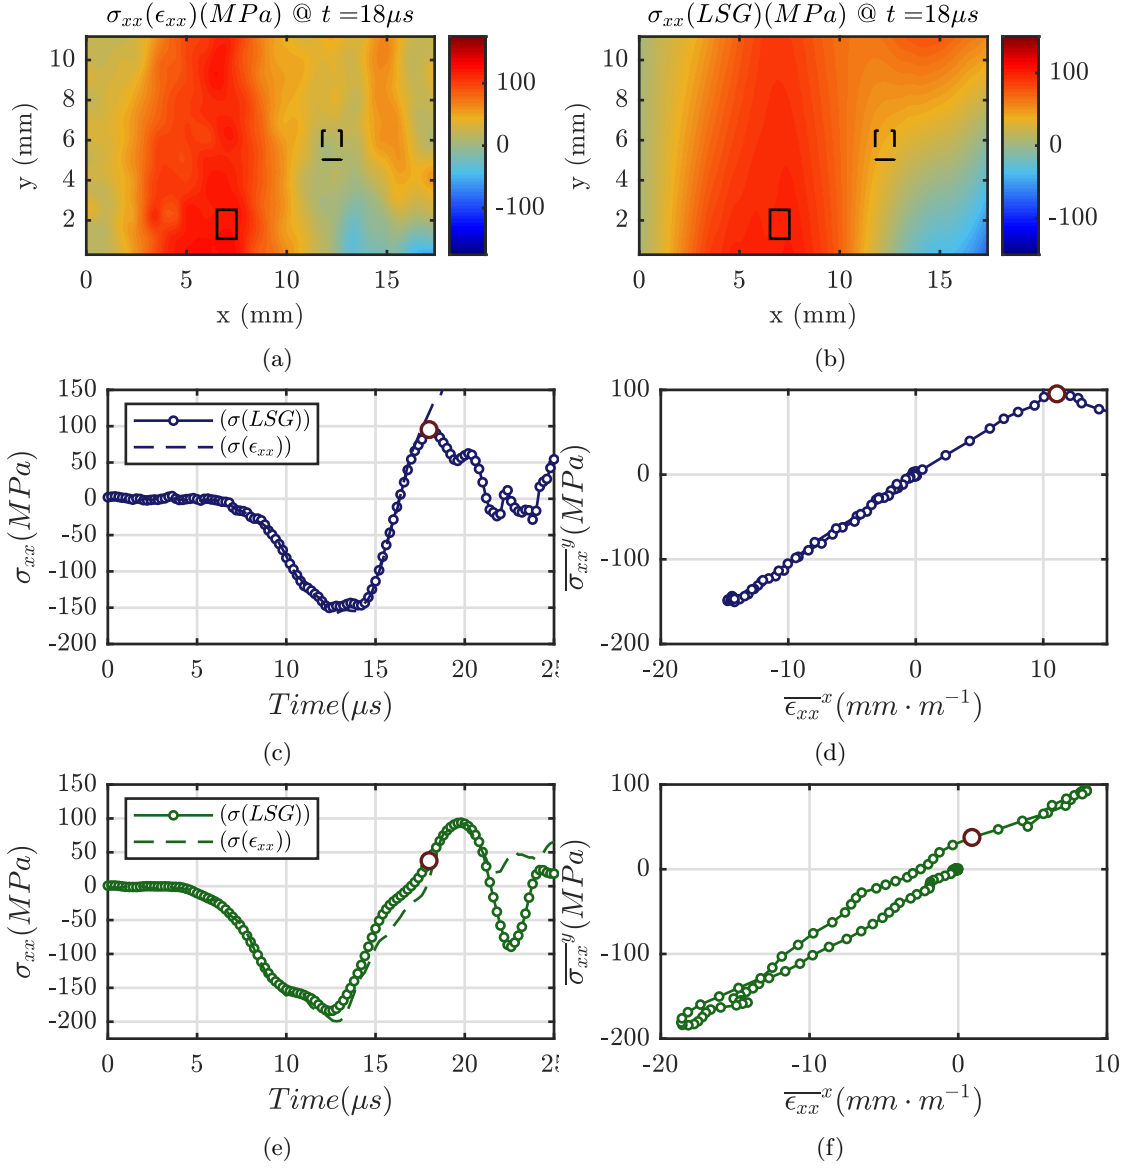 σxx(ϵxx)(MPa) @ t=18μs
σxx(LSG)(MPa) @ t=18μs
10
8
6
4
2
y (mm)
0
5
10
15
x (mm)
100
0
-100
10
8
6
4
2
y (mm)
0
5
10
15
x (mm)
100
0
-100
(a)
(b)
150
100
50
0
-50
-100
-150
-200
σxx(MPa)
(σ(LSG))
(σ(ϵxx))
0
5
10
15
20
25
Time(μs)
100
0
-100
-200
σxx^y(MPa)
-20
-10
0
10
ϵxx^x(mm · m⁻¹)
(c)
(d)
150
100
50
0
-50
-100
-150
-200
σxx(MPa)
(σ(LSG))
(σ(ϵxx))
0
5
10
15
20
25
Time(μs)
100
0
-100
-200
σxx^y(MPa)
-20
-10
0
10
ϵxx^x(mm · m⁻¹)
(e)
(f)